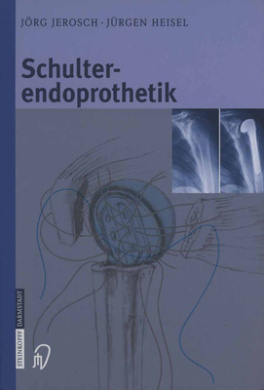 JÖRG JEROSCH · JÜRGEN HEISEL
Schulter-
endoprothetik
STEINKOPFF
DARMSTADT